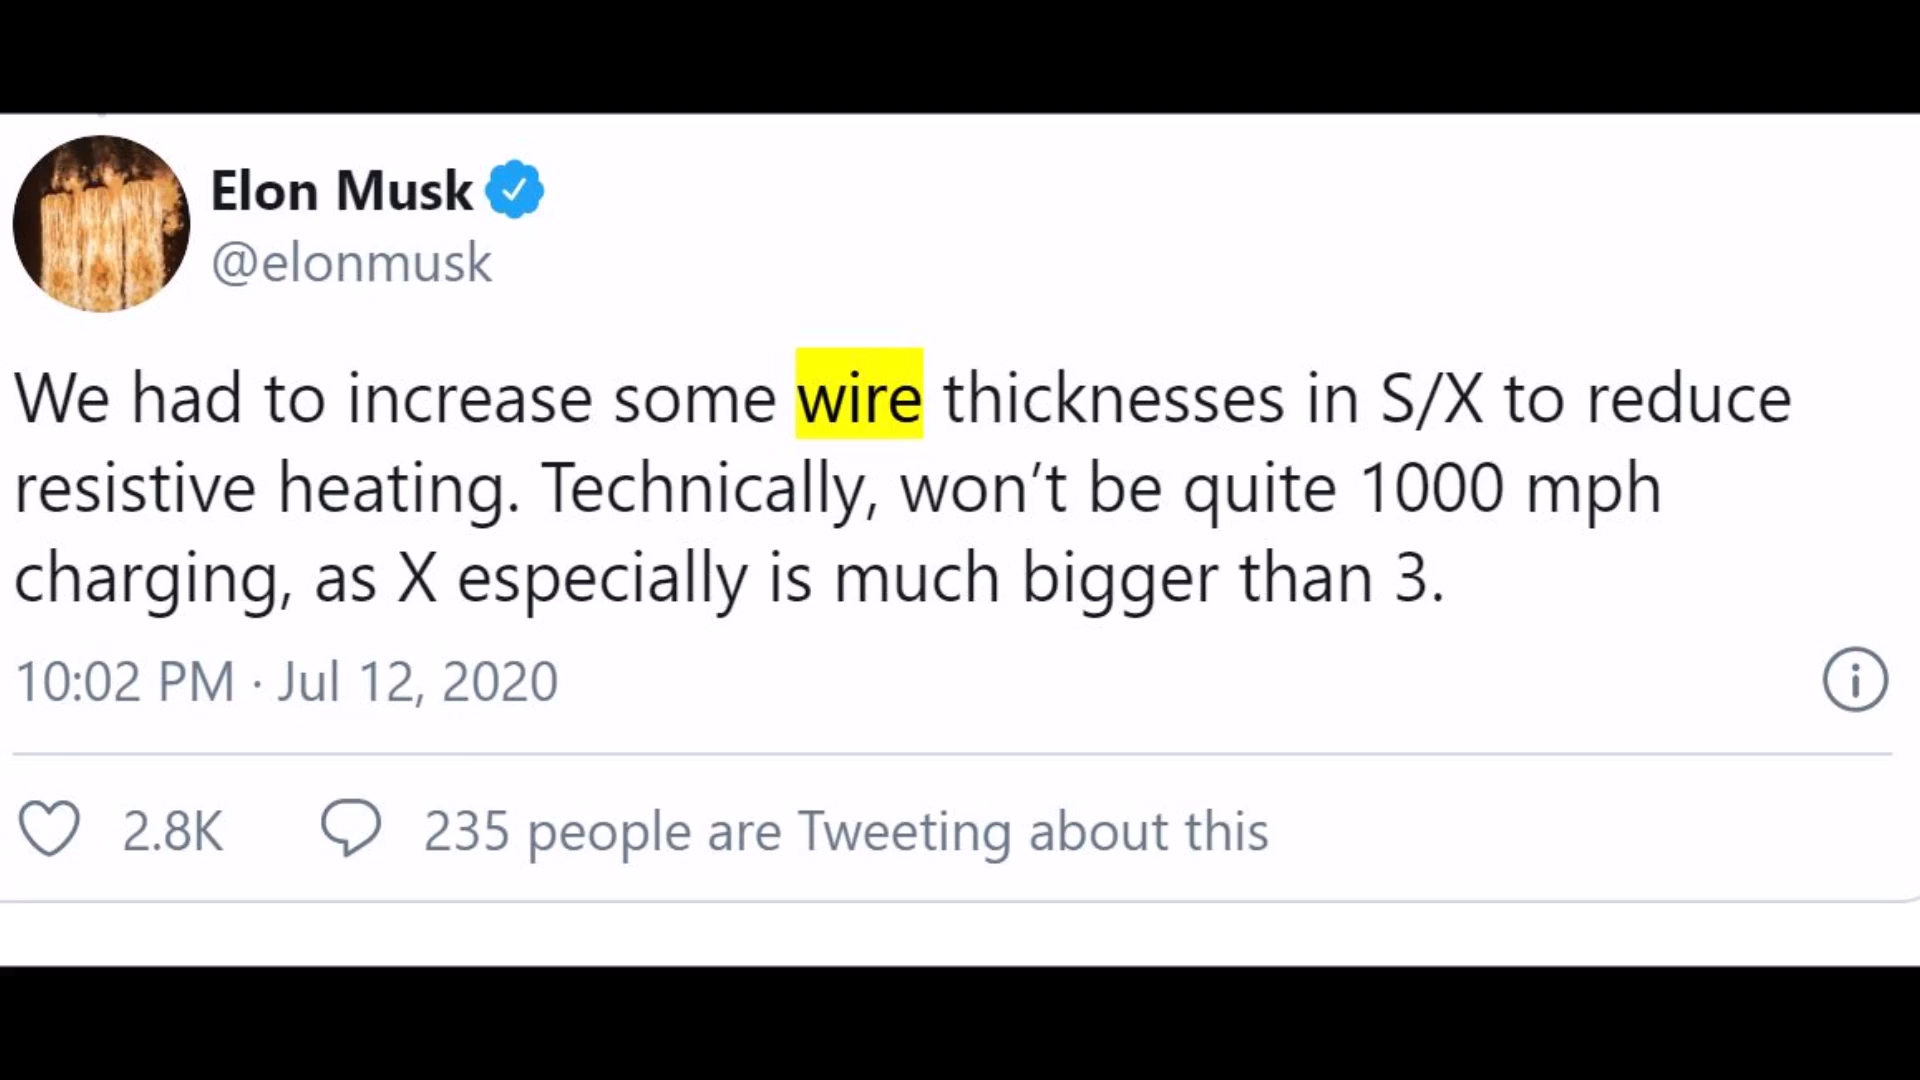 Elon Musk
@elonmusk
We had to increase some wire thicknesses in S/X to reduce
resistive heating. Technically, won’t be quite 1000 mph
charging, as X especially is much bigger than 3.
10:02 PM · Jul 12, 2020
2.8K 235 people are Tweeting about this